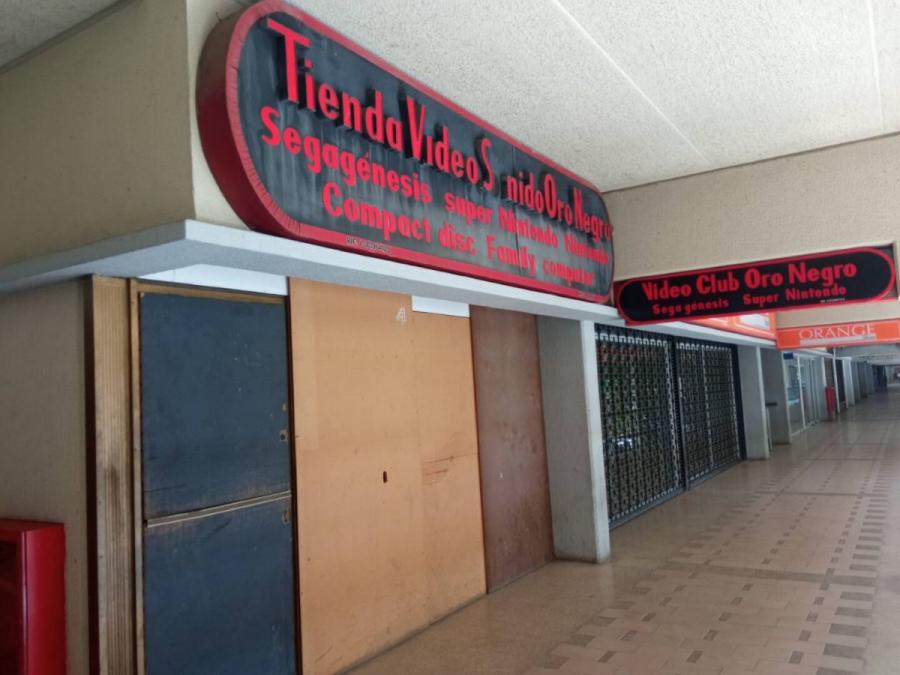 Tienda Video S nido Oro Negro
Segagénesis super Nintendo Nintendo
Compact disc. Family computer
Video Club Oro Negro
Sega génesis Super Nintendo
ORANGE